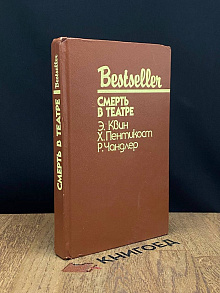 Bestseller
СМЕРТЬ
В ТЕАТРЕ
Э. Квин
Х. Пентикост
Р. Чандлер
СМЕРТЬ В ТЕАТРЕ Bestseller
КНИГОЕД